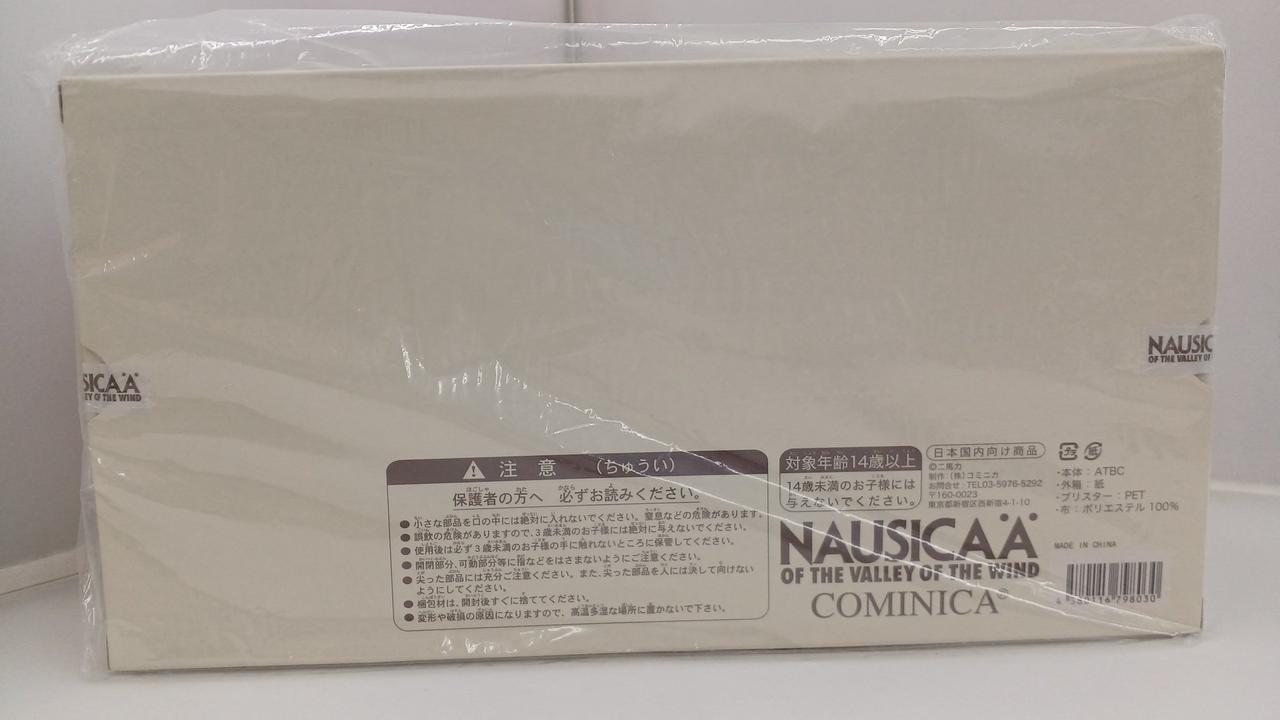 SICAÄ
EY OF THE WIND
NAUSIC
OF THE VALLEY OF
注意 (ちゅうい)
保護者の方へ 必ずお読みください。
●小さな部品を口の中には絶対に入れないでください。窒息などの危険があります。
●誤飲の危険がありますので、3歳未満のお子様には絶対に与えないでください。
●使用後は必ず3歳未満のお子様の手に触れないところに保管してください。
●開閉部分、可動部分等に指などをはさまないようにご注意ください。
●尖った部品には充分ご注意ください。また、尖った部品を人には決して向けない
ようにしてください。
●梱包材は、開封後すぐに捨ててください。
●変形や破損の原因になりますので、高温多湿な場所に置かないで下さい。
対象年齢14歳以上
14歳未満のお子様には
与えないでください。
日本国内向け商品
©二馬力
制作:(株)コミニカ
お問合せ:TEL03-5976-5292
〒160-0023
東京都新宿区西新宿4-1-10
プラ 紙
・本体:ATBC
・外箱:紙
・ブリスター:PET
・布:ポリエステル100%
NAUSICAÄ
OF THE VALLEY OF THE WIND
COMINICA®
MADE IN CHINA